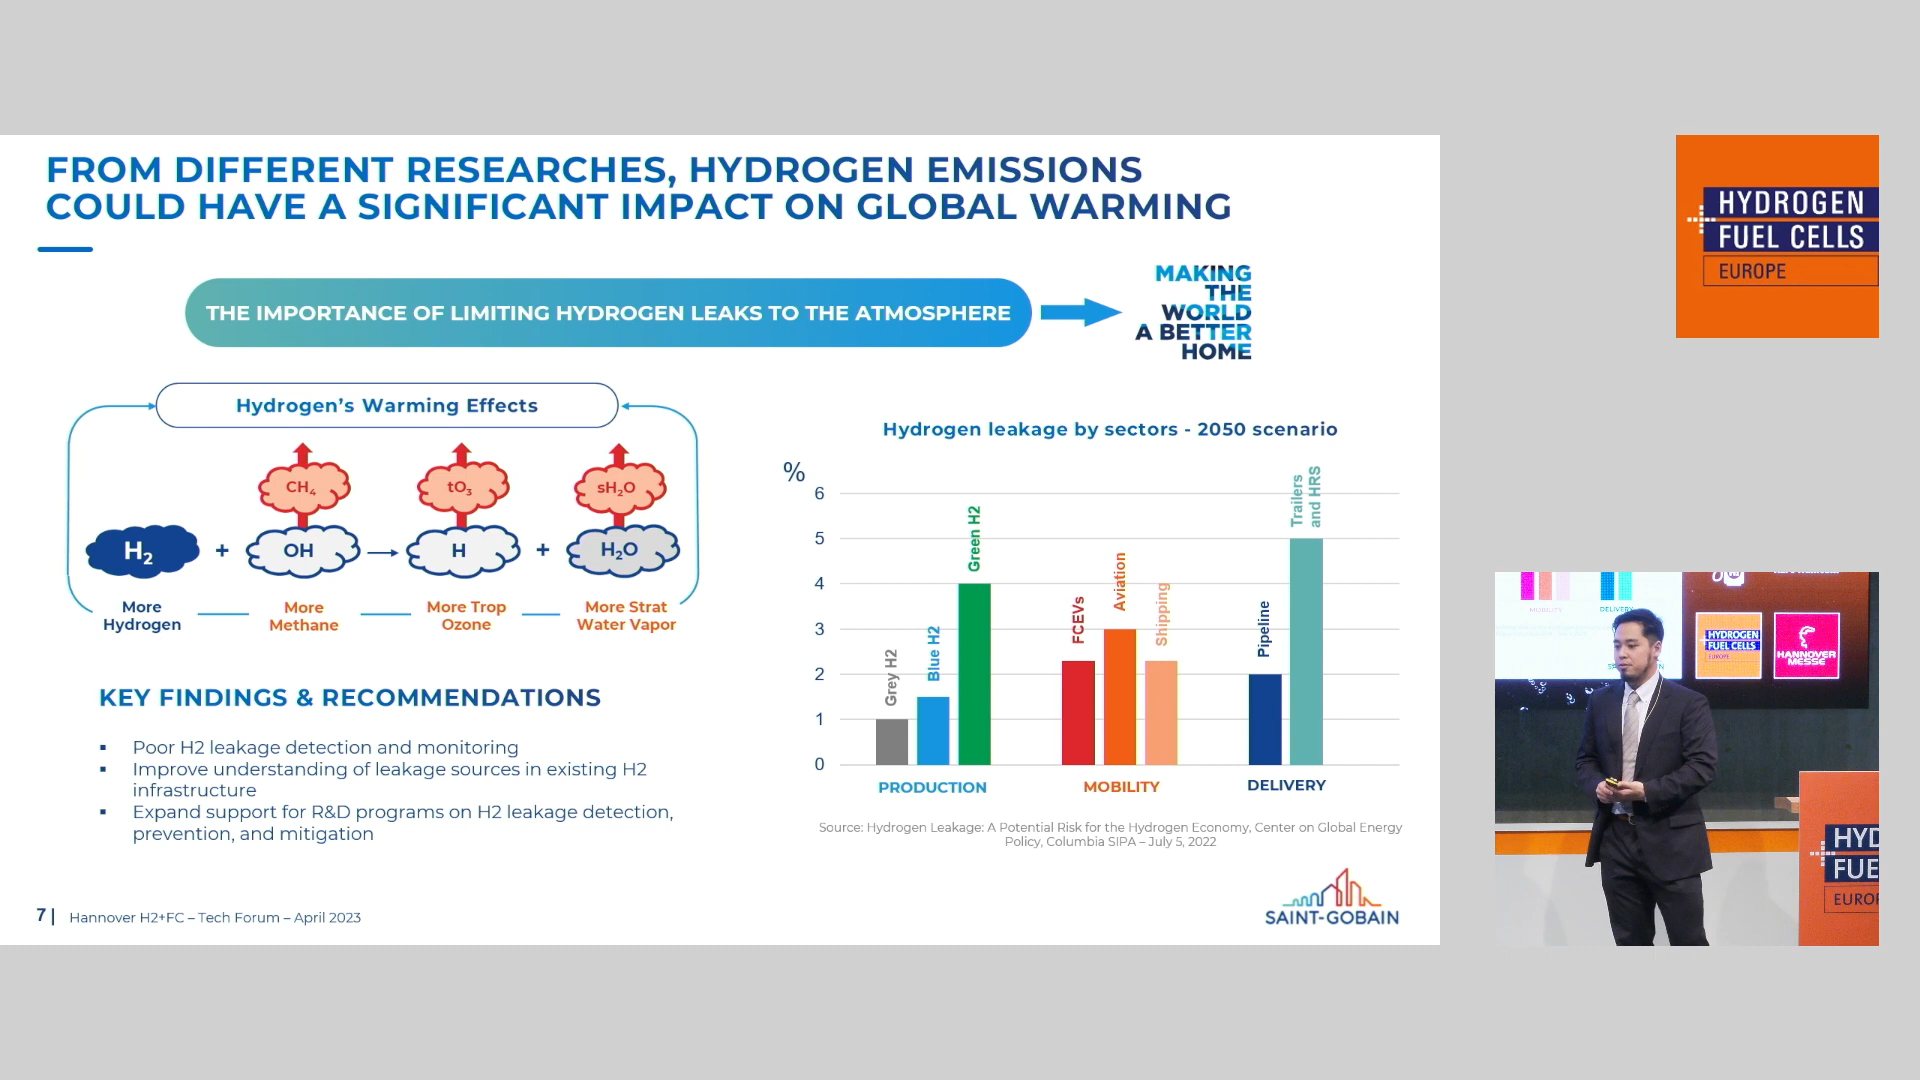 FROM DIFFERENT RESEARCHES, HYDROGEN EMISSIONS
COULD HAVE A SIGNIFICANT IMPACT ON GLOBAL WARMING
THE IMPORTANCE OF LIMITING HYDROGEN LEAKS TO THE ATMOSPHERE
MAKING
THE
WORLD
A BETTER
HOME
Hydrogen's Warming Effects
CH₄
tO₃
sH₂O
H₂ + OH → H + H₂O
More
Hydrogen
More
Methane
More Trop
Ozone
More Strat
Water Vapor
KEY FINDINGS & RECOMMENDATIONS
▪ Poor H2 leakage detection and monitoring
▪ Improve understanding of leakage sources in existing H2
infrastructure
▪ Expand support for R&D programs on H2 leakage detection,
prevention, and mitigation
Hydrogen leakage by sectors - 2050 scenario
%
6
5
4
3
2
1
0
Grey H2
Blue H2
Green H2
FCEVs
Aviation
Shipping
Pipeline
Trailers
and HRS
PRODUCTION
MOBILITY
DELIVERY
Source: Hydrogen Leakage: A Potential Risk for the Hydrogen Economy, Center on Global Energy
Policy, Columbia SIPA – July 5, 2022
7 | Hannover H2+FC – Tech Forum – April 2023
SAINT-GOBAIN
HYDROGEN
FUEL CELLS
EUROPE
MOBILITY
DELIVERY
HYDROGEN
FUEL CELLS
EUROPE
HANNOVER
MESSE
HYD
FUE
EUROP